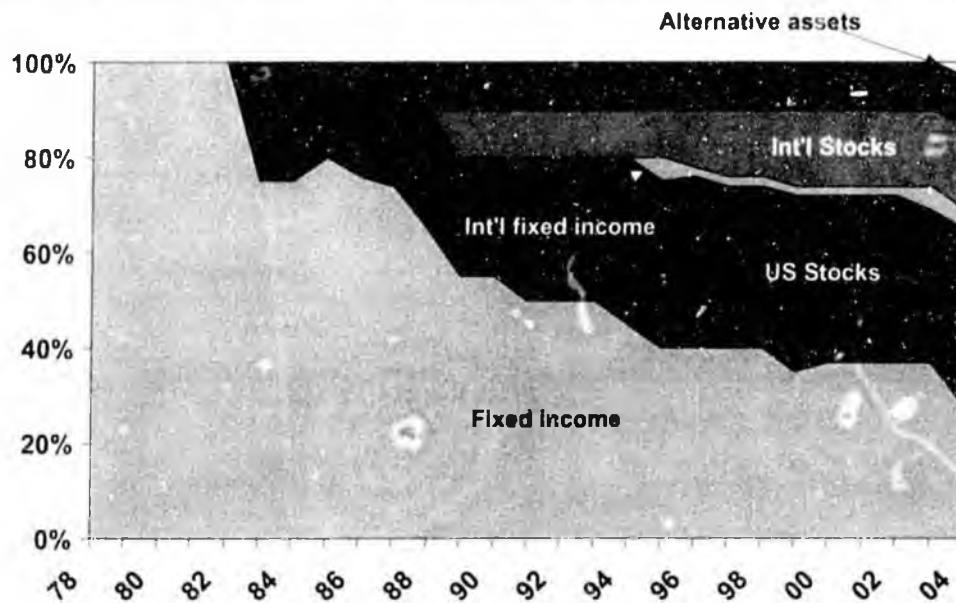 Alternative assets
100%
Int'l Stocks
80%
Int'l fixed income
60%
US Stocks
40%
Fixed income
20%
0%
78 80 82 84 86 88 90 92 94 96 98 00 02 04